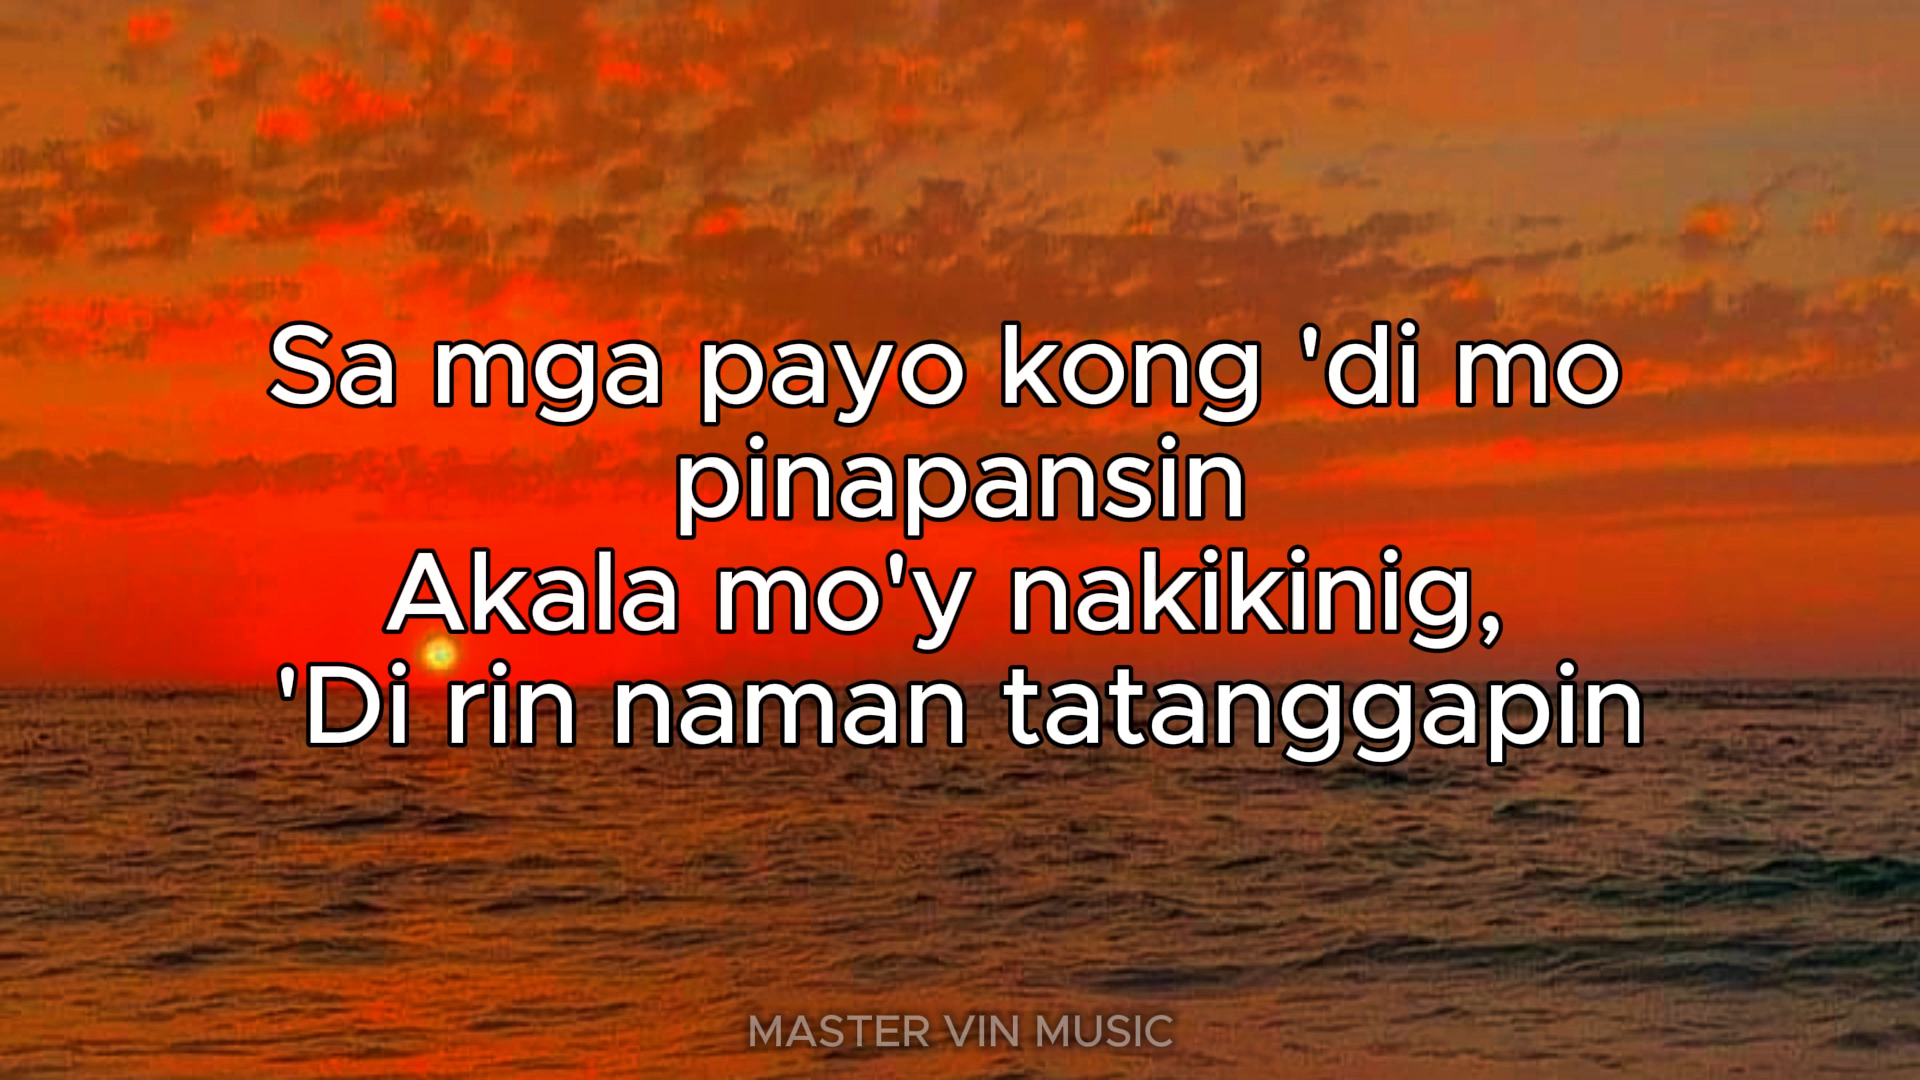 Sa mga payo kong 'di mo
pinapansin
Akala mo'y nakikinig,
'Di rin naman tatanggapin
MASTER VIN MUSIC